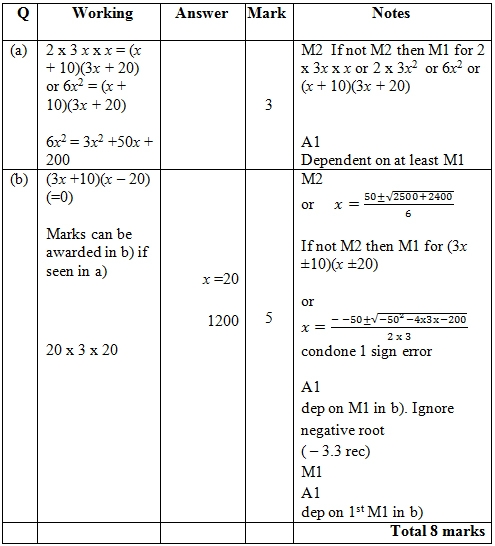 Q Working Answer Mark Notes
(a) 2 x 3 x x x = (x
+ 10)(3x + 20)
or 6x² = (x +
10)(3x + 20)
6x² = 3x² +50x +
200
3
M2 If not M2 then M1 for 2
x 3x x x or 2 x 3x² or 6x² or
(x + 10)(3x + 20)
A1
Dependent on at least M1
(b) (3x +10)(x – 20)
(=0)
Marks can be
awarded in b) if
seen in a)
20 x 3 x 20
x =20
1200
5
M2
or x = 50±√2500+2400 / 6
If not M2 then M1 for (3x
±10)(x ±20)
or
x = – –50±√–50²–4x3x–200 / 2 x 3
condone 1 sign error
A1
dep on M1 in b). Ignore
negative root
(– 3.3 rec)
M1
A1
dep on 1ˢᵗ M1 in b)
Total 8 marks